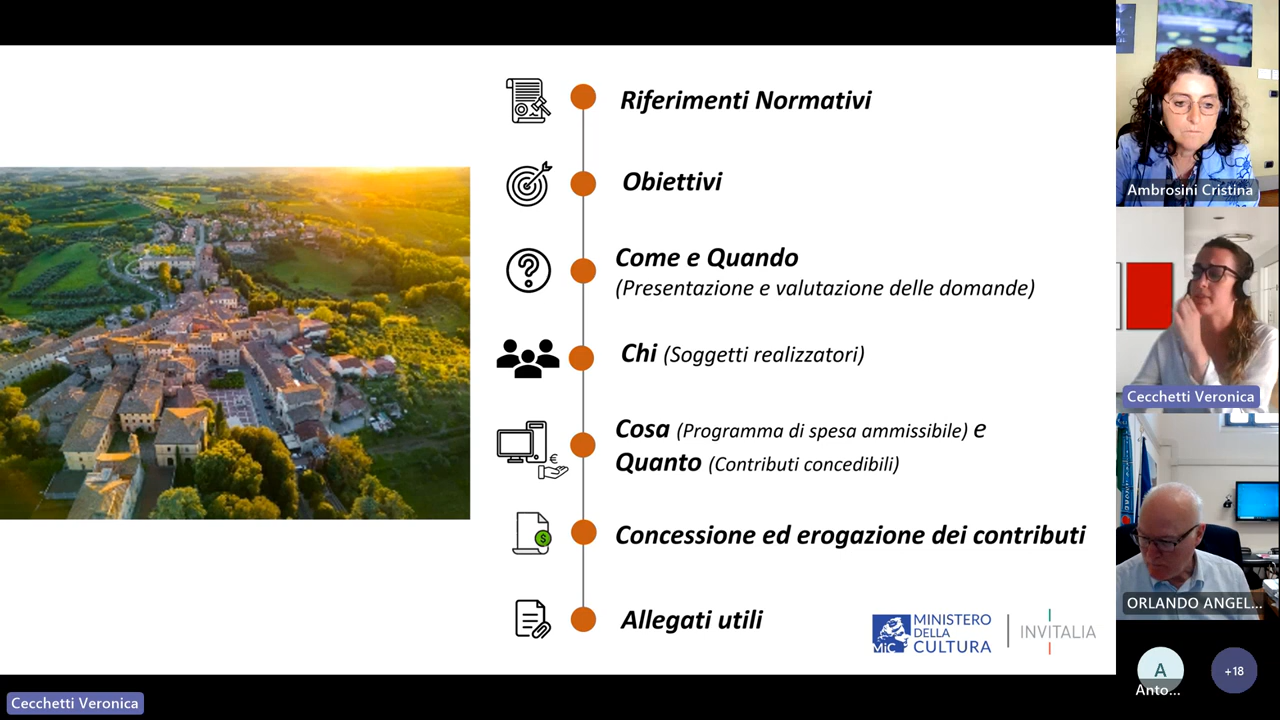 Riferimenti Normativi
Obiettivi
Come e Quando
(Presentazione e valutazione delle domande)
Chi (Soggetti realizzatori)
Cosa (Programma di spesa ammissibile) e
Quanto (Contributi concedibili)
€
Concessione ed erogazione dei contributi
$
Allegati utili
MiC
MINISTERO
DELLA
CULTURA
INVITALIA
Ambrosini Cristina
Cecchetti Veronica
ORLANDO ANGEL...
A
Anto...
+18
Cecchetti Veronica